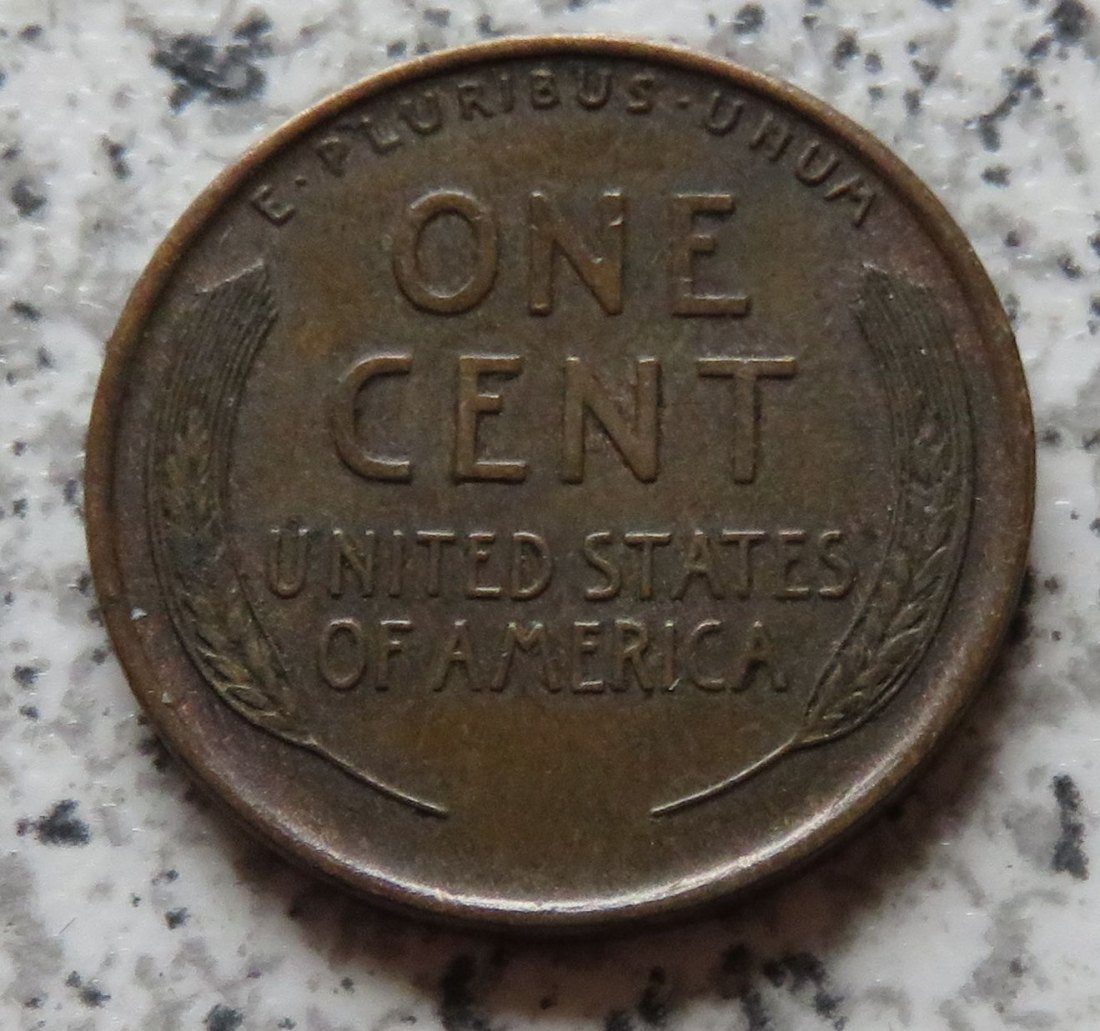 E·PLURIBUS·UNUM
ONE
CENT
UNITED STATES
OF AMERICA